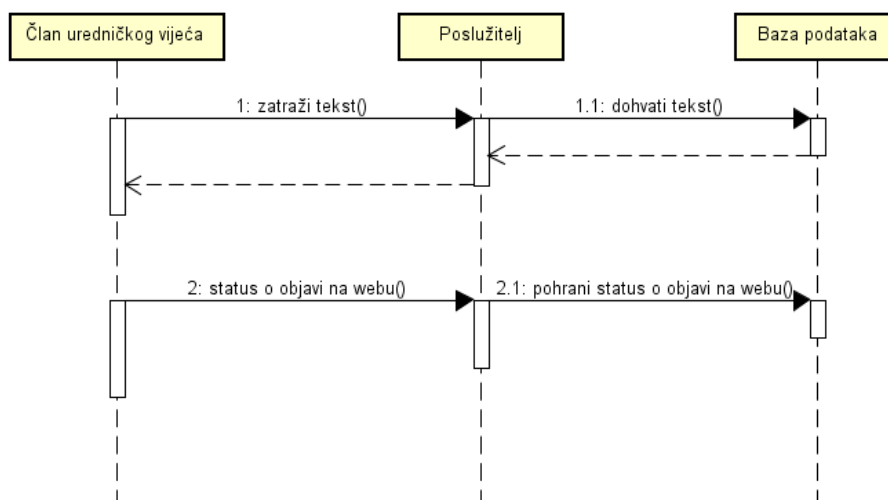 Član uredničkog vijeća
Poslužitelj
Baza podataka
1: zatraži tekst()
1.1: dohvati tekst()
2: status o objavi na webu()
2.1: pohrani status o objavi na webu()